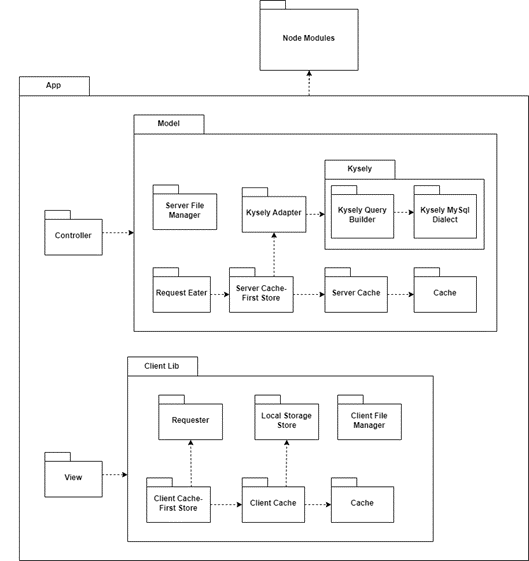 Node Modules
App
Model
Kysely
Server File
Manager
Kysely Adapter
Kysely Query
Builder
Kysely MySql
Dialect
Controller
Request Eater
Server Cache-
First Store
Server Cache
Cache
Client Lib
Requester
Local Storage
Store
Client File
Manager
View
Client Cache-
First Store
Client Cache
Cache